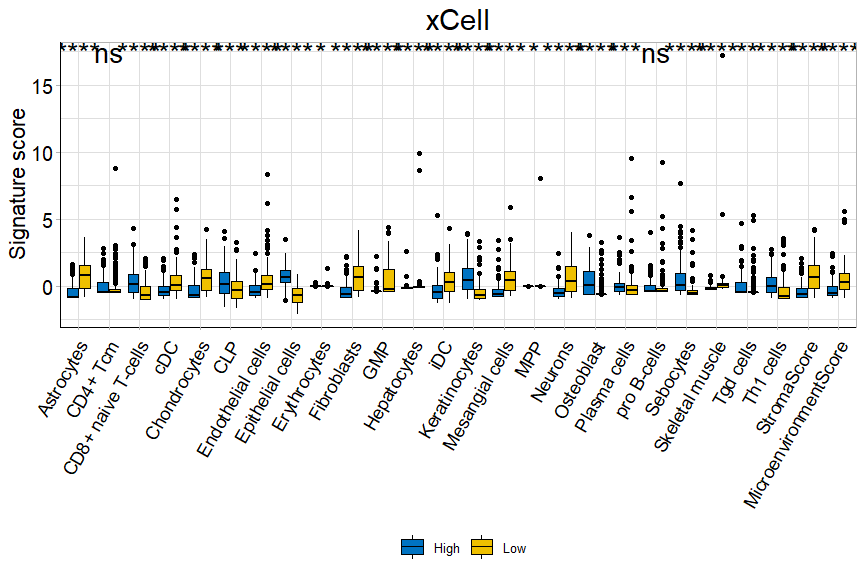 xCell
ns
ns
Signature score
15
10
5
0
Astrocytes
CD4+ Tcm
CD8+ naive T-cells
cDC
Chondrocytes
CLP
Endothelial cells
Epithelial cells
Erythrocytes
Fibroblasts
GMP
Hepatocytes
iDC
Keratinocytes
Mesangial cells
MPP
Neurons
Osteoblast
Plasma cells
pro B-cells
Sebocytes
Skeletal muscle
Tgd cells
Th1 cells
StromaScore
MicroenvironmentScore
High
Low